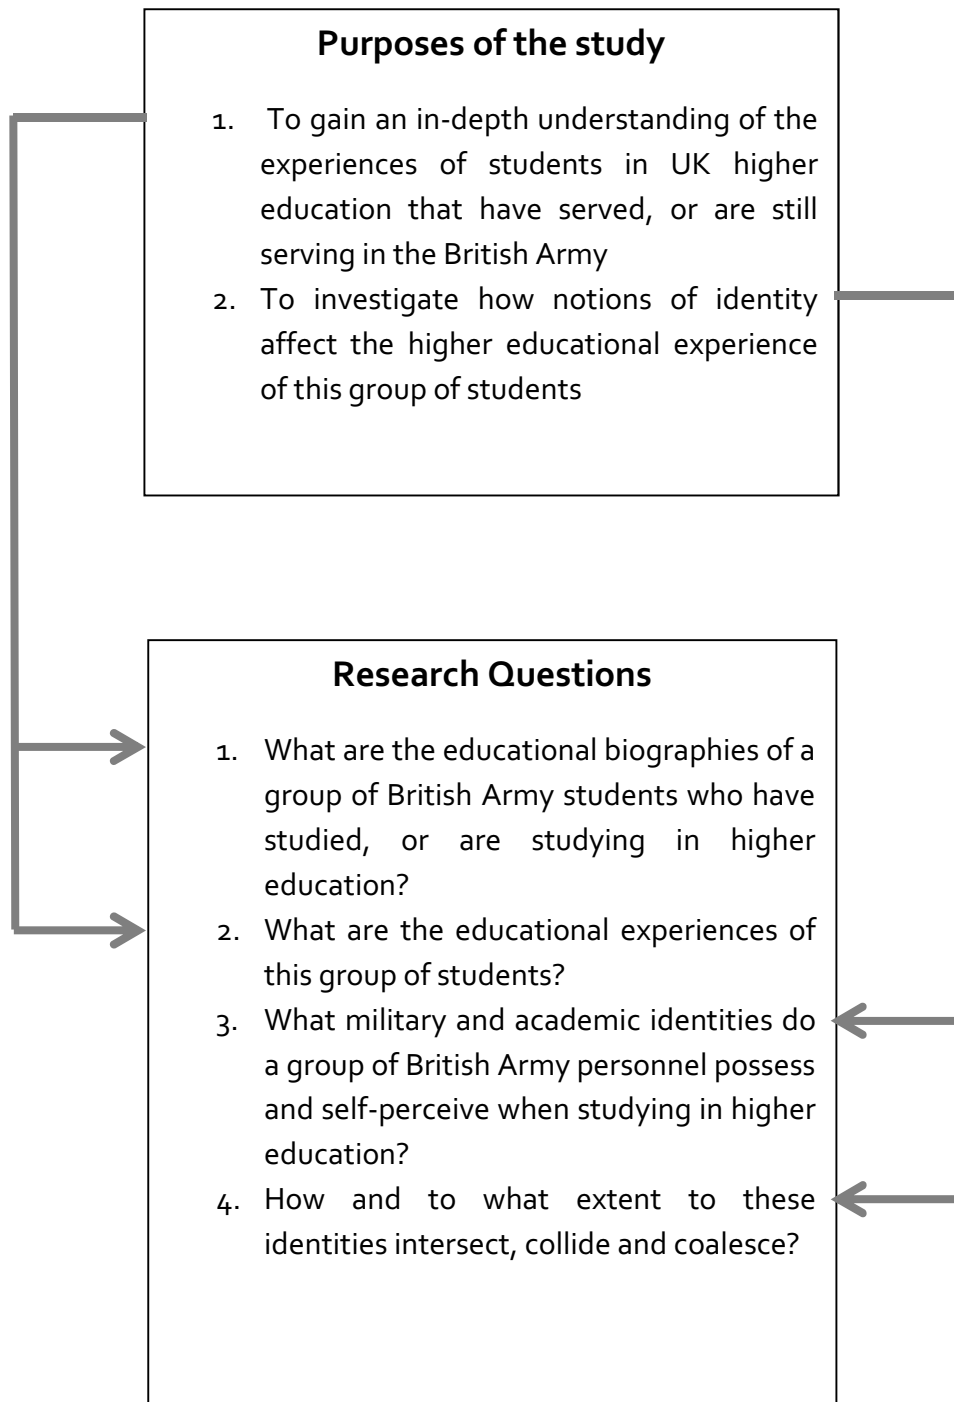 Purposes of the study
1. To gain an in-depth understanding of the
experiences of students in UK higher
education that have served, or are still
serving in the British Army
2. To investigate how notions of identity
affect the higher educational experience
of this group of students
Research Questions
1. What are the educational biographies of a
group of British Army students who have
studied, or are studying in higher
education?
2. What are the educational experiences of
this group of students?
3. What military and academic identities do
a group of British Army personnel possess
and self-perceive when studying in higher
education?
4. How and to what extent to these
identities intersect, collide and coalesce?